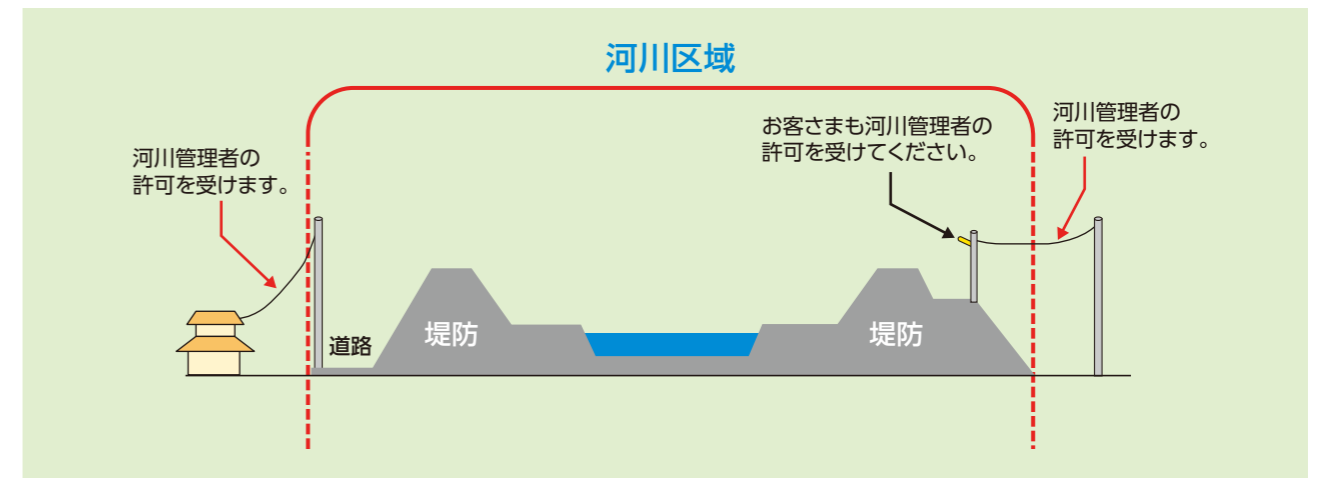 河川区域
河川管理者の
許可を受けます。
お客さまも河川管理者の
許可を受けてください。
河川管理者の
許可を受けます。
道路
堤防
堤防